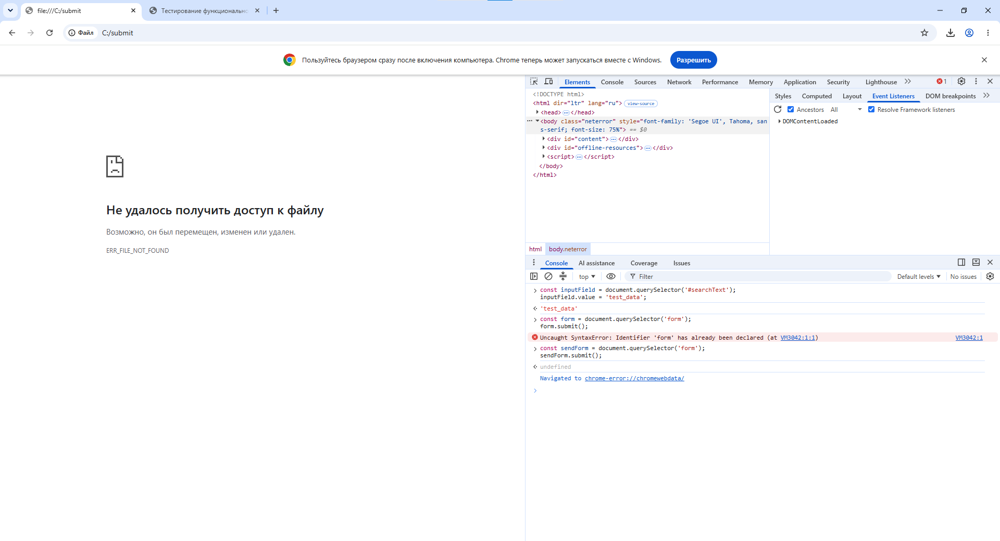 file:///C:/submit
Тестирование функциональн
Файл
C:/submit
Пользуйтесь браузером сразу после включения компьютера. Chrome теперь может запускаться вместе с Windows.
Разрешить
Elements Console Sources Network Performance Memory Application Security Lighthouse 1
<!DOCTYPE html>
<html dir="ltr" lang="ru"> view-source
<head> … </head>
<body class="neterror" style="font-family: 'Segoe UI', Tahoma, san
s-serif; font-size: 75%"> == $0
<div id="content"> … </div>
<div id="offline-resources"> … </div>
<script> … </script>
</body>
</html>
html body.neterror
Styles Computed Layout Event Listeners DOM breakpoints
Ancestors All Resolve Framework listeners
DOMContentLoaded
Не удалось получить доступ к файлу
Возможно, он был перемещен, изменен или удален.
ERR_FILE_NOT_FOUND
Console AI assistance Coverage Issues
top Filter Default levels No issues
const inputField = document.querySelector('#searchText');
inputField.value = 'test_data';
'test_data'
const form = document.querySelector('form');
form.submit();
Uncaught SyntaxError: Identifier 'form' has already been declared (at VM3042:1:1) VM3042:1
const sendForm = document.querySelector('form');
sendForm.submit();
undefined
Navigated to chrome-error://chromewebdata/